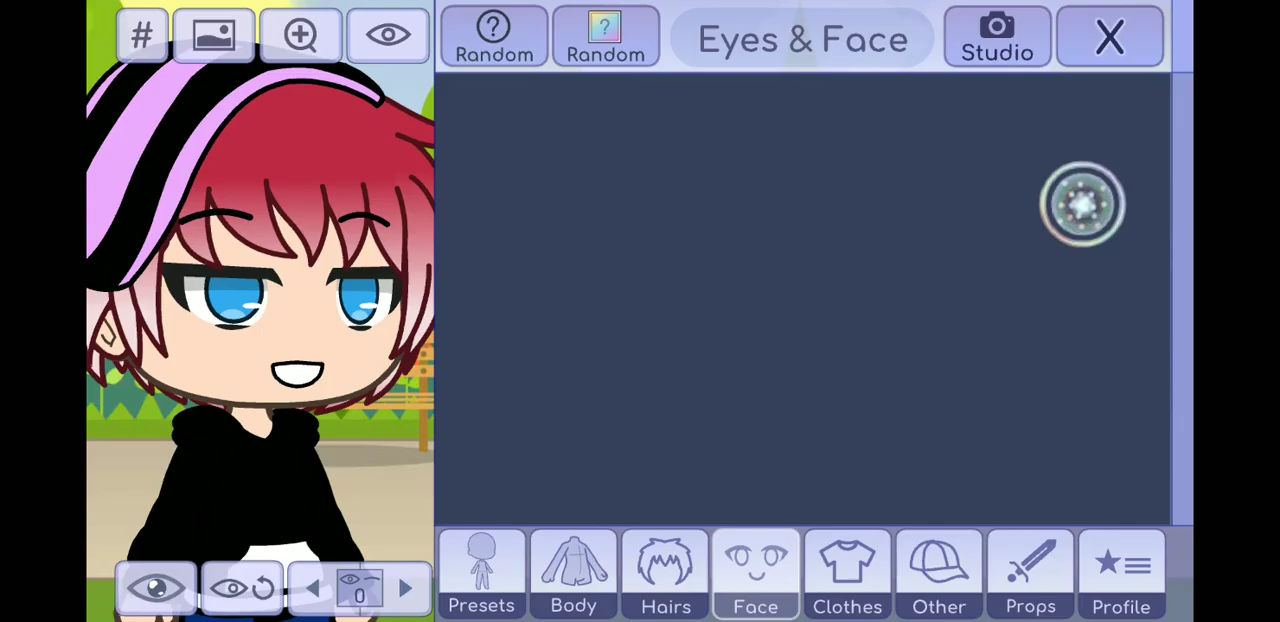 #
?
Random
?
Random
Eyes & Face
Studio
X
0
Presets
Body
Hairs
Face
Clothes
Other
Props
Profile